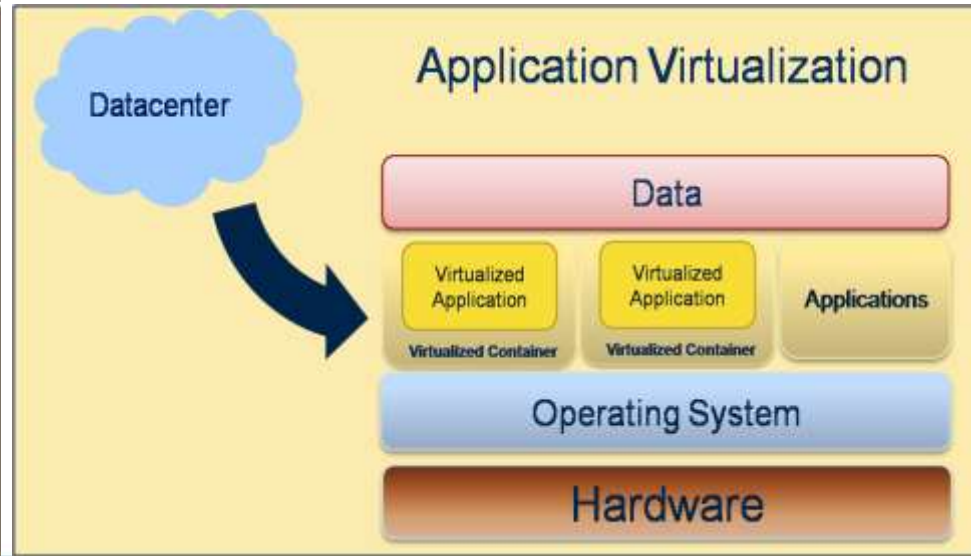 Datacenter
Application Virtualization
Data
Virtualized
Application
Virtualized Container
Virtualized
Application
Virtualized Container
Applications
Operating System
Hardware